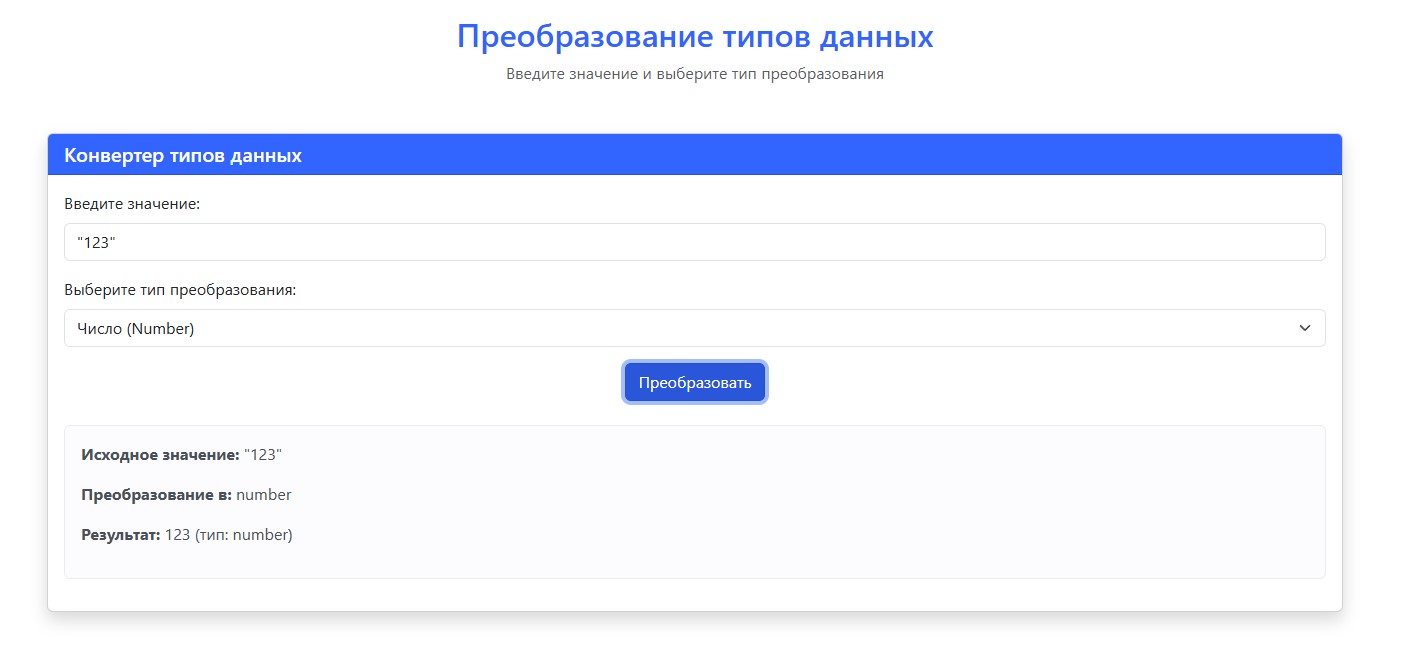 Преобразование типов данных
Введите значение и выберите тип преобразования
Конвертер типов данных
Введите значение:
"123"
Выберите тип преобразования:
Число (Number)
Преобразовать
Исходное значение: "123"
Преобразование в: number
Результат: 123 (тип: number)